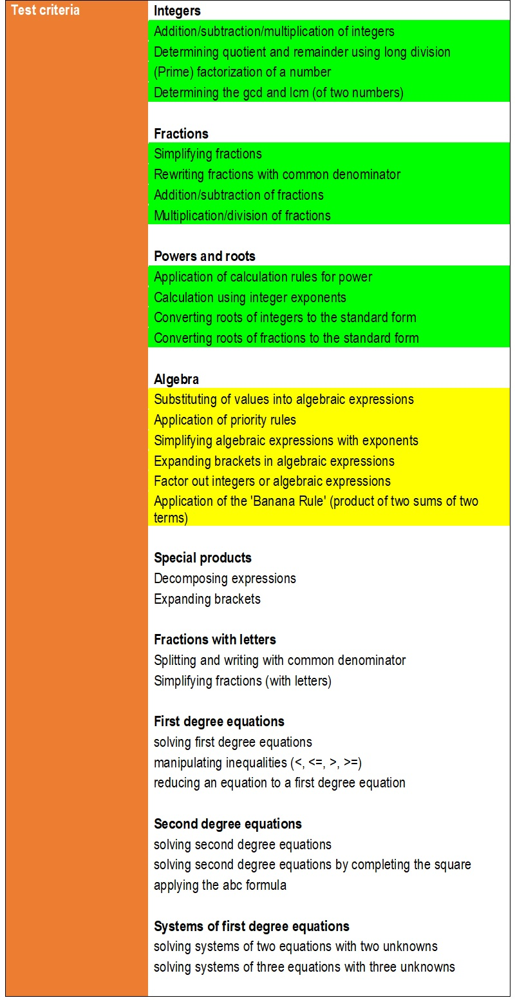 Test criteria
Integers
Addition/subtraction/multiplication of integers
Determining quotient and remainder using long division
(Prime) factorization of a number
Determining the gcd and lcm (of two numbers)
Fractions
Simplifying fractions
Rewriting fractions with common denominator
Addition/subtraction of fractions
Multiplication/division of fractions
Powers and roots
Application of calculation rules for power
Calculation using integer exponents
Converting roots of integers to the standard form
Converting roots of fractions to the standard form
Algebra
Substituting of values into algebraic expressions
Application of priority rules
Simplifying algebraic expressions with exponents
Expanding brackets in algebraic expressions
Factor out integers or algebraic expressions
Application of the 'Banana Rule' (product of two sums of two
terms)
Special products
Decomposing expressions
Expanding brackets
Fractions with letters
Splitting and writing with common denominator
Simplifying fractions (with letters)
First degree equations
solving first degree equations
manipulating inequalities (<, <=, >, >=)
reducing an equation to a first degree equation
Second degree equations
solving second degree equations
solving second degree equations by completing the square
applying the abc formula
Systems of first degree equations
solving systems of two equations with two unknowns
solving systems of three equations with three unknowns